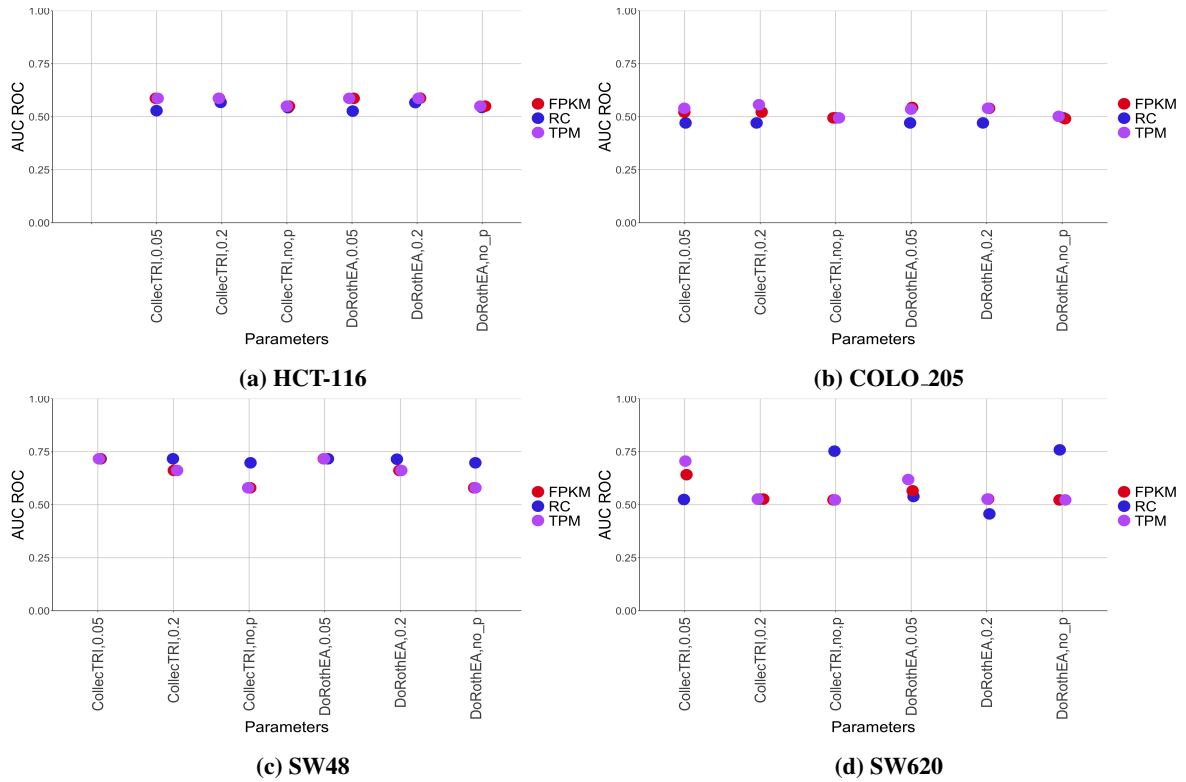 1.00
0.75
0.50
0.25
0.00
AUC ROC
CollecTRI,0.05
CollecTRI,0.2
CollecTRI,no,p
DoRothEA,0.05
DoRothEA,0.2
DoRothEA,no_p
Parameters
FPKM
RC
TPM
(a) HCT-116
1.00
0.75
0.50
0.25
0.00
AUC ROC
CollecTRI,0.05
CollecTRI,0.2
CollecTRI,no,p
DoRothEA,0.05
DoRothEA,0.2
DoRothEA,no_p
Parameters
FPKM
RC
TPM
(b) COLO_205
1.00
0.75
0.50
0.25
0.00
AUC ROC
CollecTRI,0.05
CollecTRI,0.2
CollecTRI,no,p
DoRothEA,0.05
DoRothEA,0.2
DoRothEA,no_p
Parameters
FPKM
RC
TPM
(c) SW48
1.00
0.75
0.50
0.25
0.00
AUC ROC
CollecTRI,0.05
CollecTRI,0.2
CollecTRI,no,p
DoRothEA,0.05
DoRothEA,0.2
DoRothEA,no_p
Parameters
FPKM
RC
TPM
(d) SW620